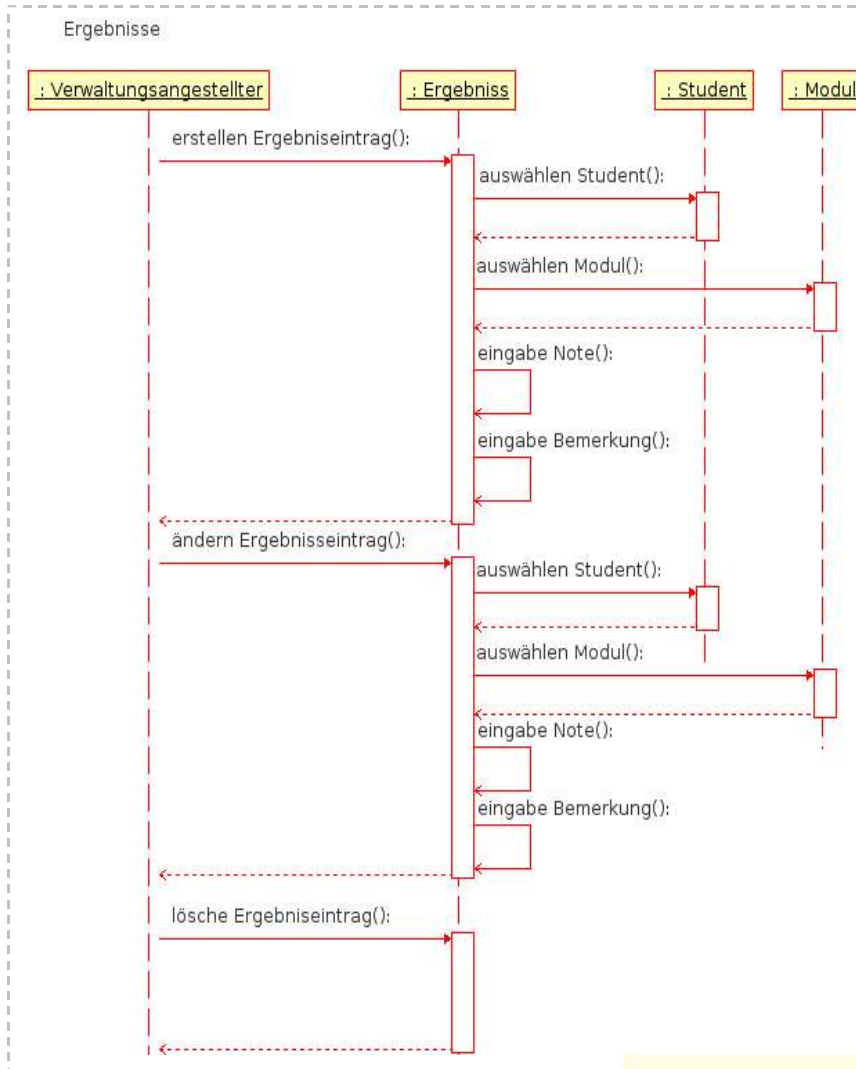 Ergebnisse
: Verwaltungsangestellter
: Ergebniss
: Student
: Modul
erstellen Ergebniseintrag():
auswählen Student():
auswählen Modul():
eingabe Note():
eingabe Bemerkung():
ändern Ergebnisseintrag():
auswählen Student():
auswählen Modul():
eingabe Note():
eingabe Bemerkung():
lösche Ergebniseintrag():